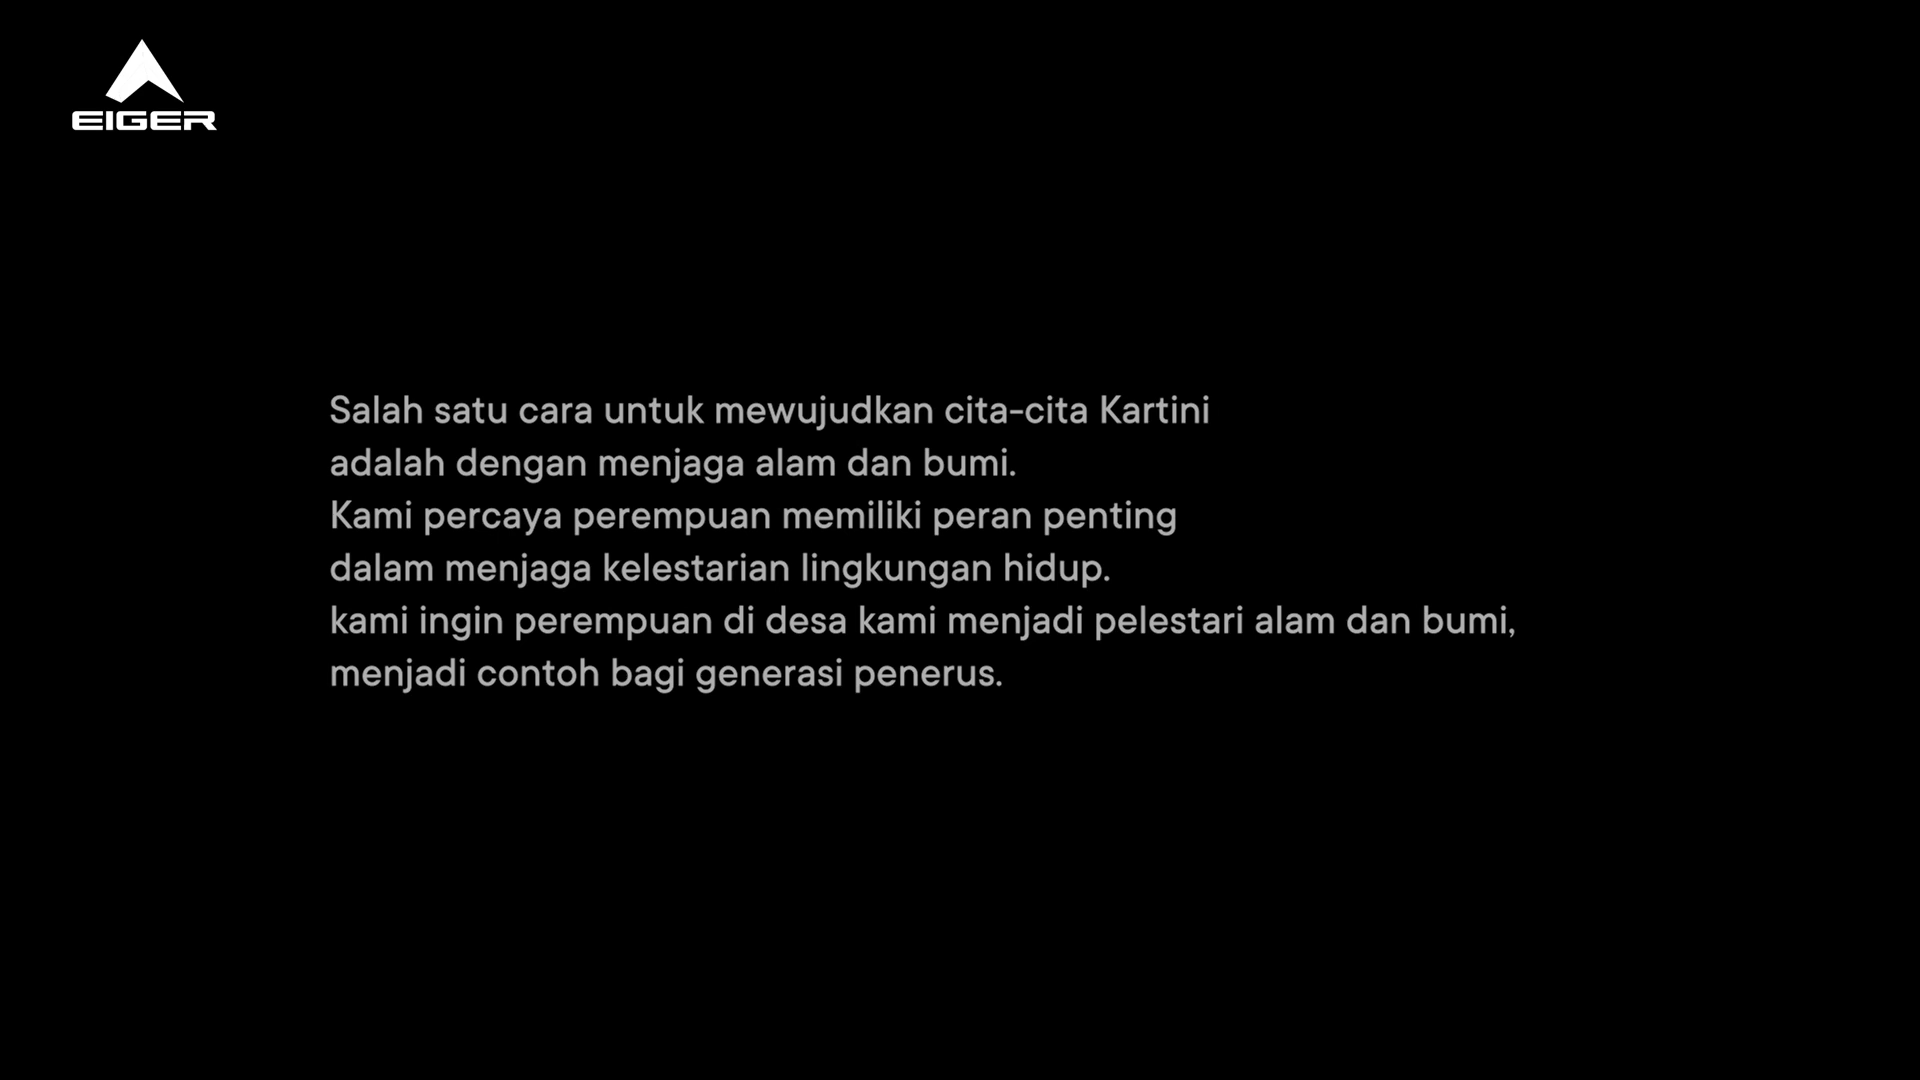 EIGER
Salah satu cara untuk mewujudkan cita-cita Kartini
adalah dengan menjaga alam dan bumi.
Kami percaya perempuan memiliki peran penting
dalam menjaga kelestarian lingkungan hidup.
kami ingin perempuan di desa kami menjadi pelestari alam dan bumi,
menjadi contoh bagi generasi penerus.